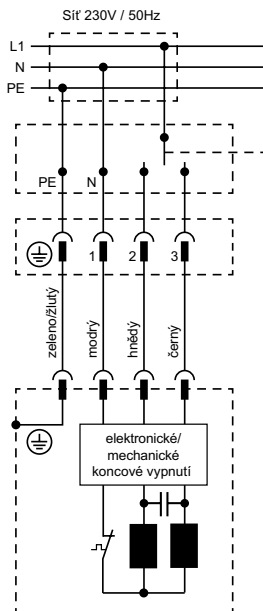 Síť 230V / 50Hz
L1
N
PE
PE N
1 2 3
zeleno/žlutý
modrý
hnědý
černý
elektronické/
mechanické
koncové vypnutí